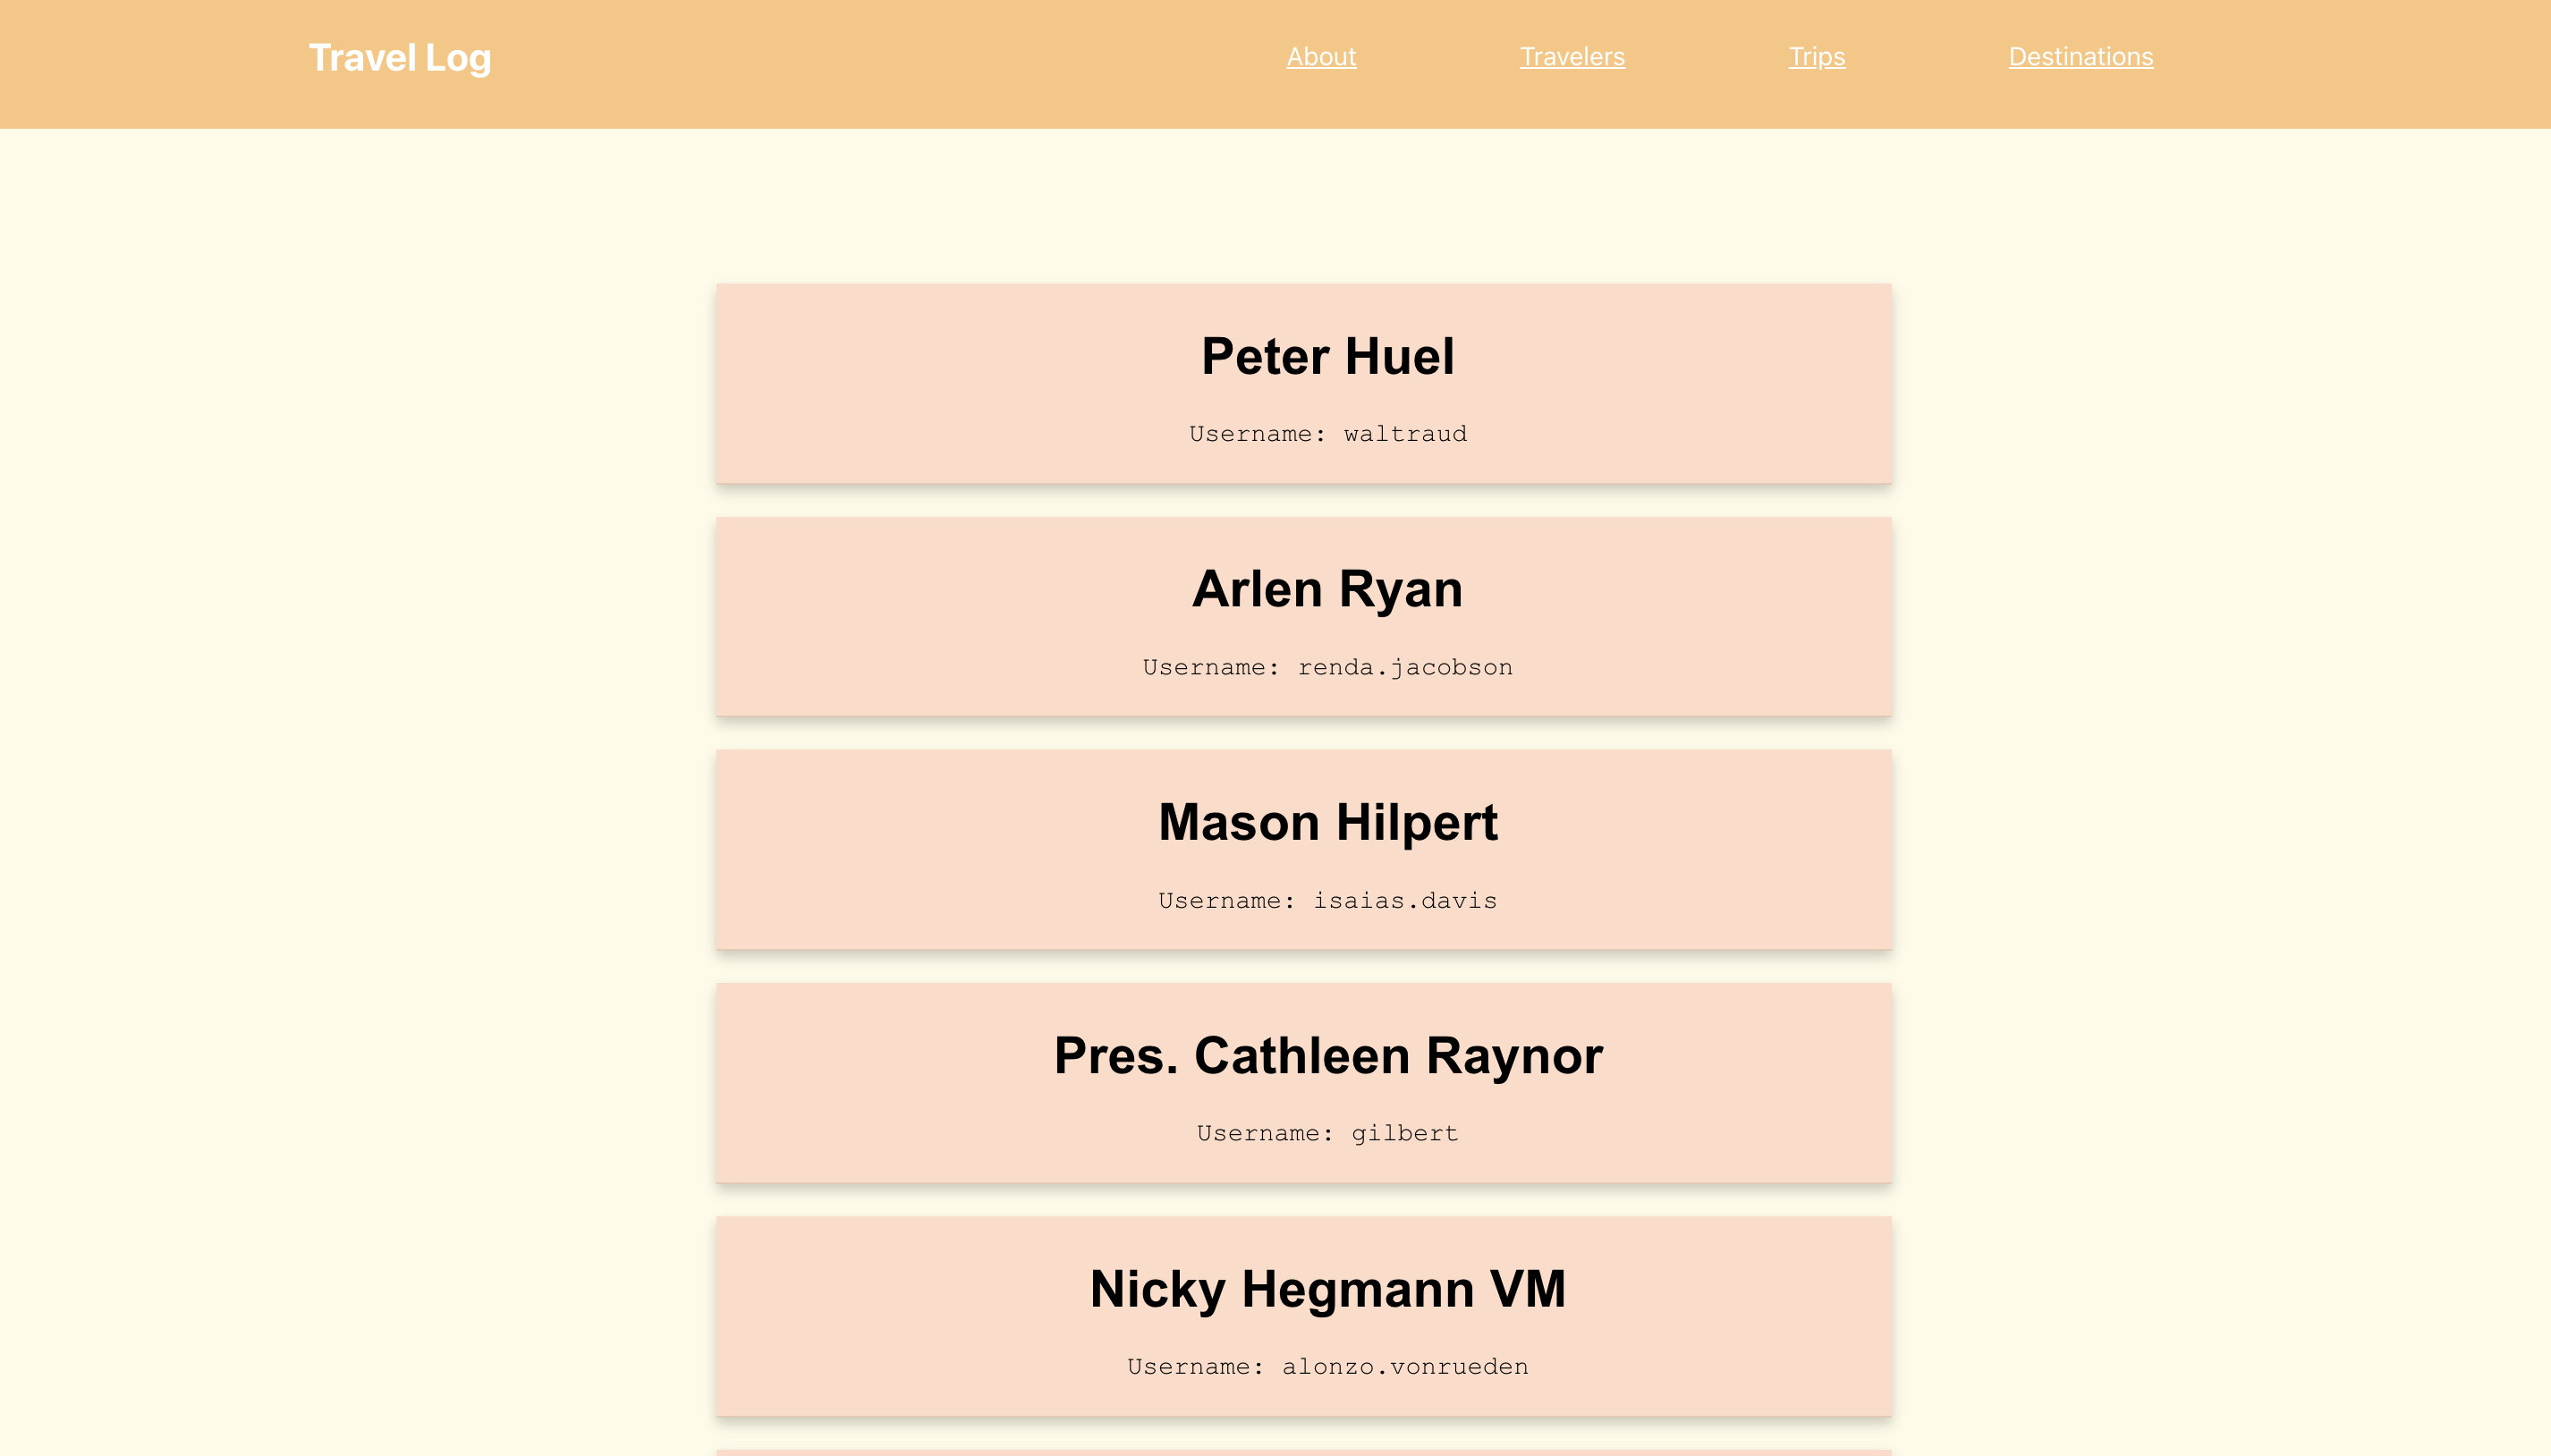 Travel Log About Travelers Trips Destinations
Peter Huel
Username: waltraud
Arlen Ryan
Username: renda.jacobson
Mason Hilpert
Username: isaias.davis
Pres. Cathleen Raynor
Username: gilbert
Nicky Hegmann VM
Username: alonzo.vonrueden